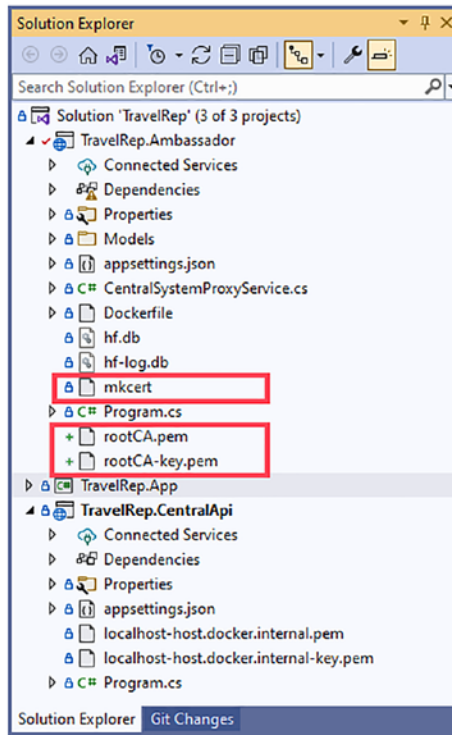 Solution Explorer
Search Solution Explorer (Ctrl+;)
Solution 'TravelRep' (3 of 3 projects)
TravelRep.Ambassador
Connected Services
Dependencies
Properties
Models
appsettings.json
C# CentralSystemProxyService.cs
Dockerfile
hf.db
hf-log.db
mkcert
C# Program.cs
+ rootCA.pem
+ rootCA-key.pem
C# TravelRep.App
TravelRep.CentralApi
Connected Services
Dependencies
Properties
appsettings.json
localhost-host.docker.internal.pem
localhost-host.docker.internal-key.pem
C# Program.cs
Solution Explorer Git Changes